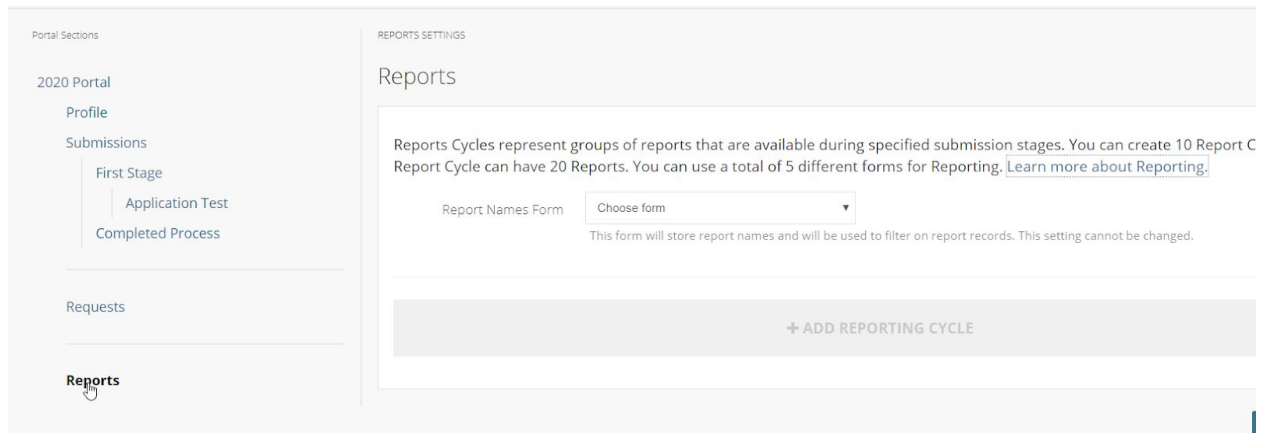 Portal Sections
2020 Portal
Profile
Submissions
First Stage
Application Test
Completed Process
Requests
Reports
REPORTS SETTINGS
Reports
Reports Cycles represent groups of reports that are available during specified submission stages. You can create 10 Report C
Report Cycle can have 20 Reports. You can use a total of 5 different forms for Reporting. Learn more about Reporting.
Report Names Form
Choose form
This form will store report names and will be used to filter on report records. This setting cannot be changed.
+ ADD REPORTING CYCLE